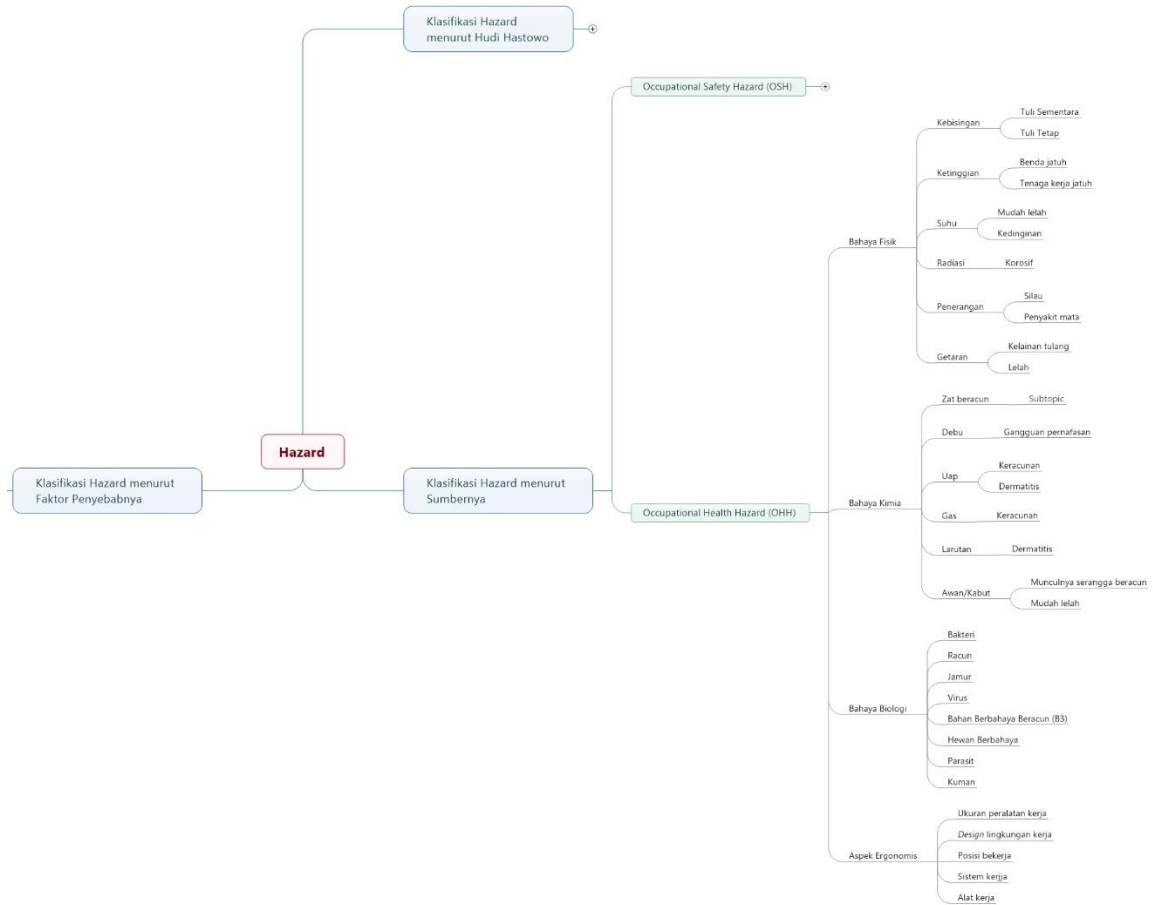 Klasifikasi Hazard
menurut Hudi Hastowo
Hazard
Klasifikasi Hazard menurut
Faktor Penyebabnya
Klasifikasi Hazard menurut
Sumbernya
Occupational Safety Hazard (OSH)
Occupational Health Hazard (OHH)
Bahaya Fisik
Kebisingan
Tuli Sementara
Tuli Tetap
Ketinggian
Benda jatuh
Tenaga kerja jatuh
Suhu
Mudah lelah
Kedinginan
Radiasi
Korosif
Penerangan
Silau
Penyakit mata
Getaran
Kelainan tulang
Lelah
Bahaya Kimia
Zat beracun
Subtopic
Debu
Gangguan pernafasan
Uap
Keracunan
Dermatitis
Gas
Keracunan
Larutan
Dermatitis
Awan/Kabut
Munculnya serangga beracun
Mudah lelah
Bahaya Biologi
Bakteri
Racun
Jamur
Virus
Bahan Berbahaya Beracun (B3)
Hewan Berbahaya
Parasit
Kuman
Aspek Ergonomis
Ukuran peralatan kerja
Design lingkungan kerja
Posisi bekerja
Sistem kerjja
Alat kerja